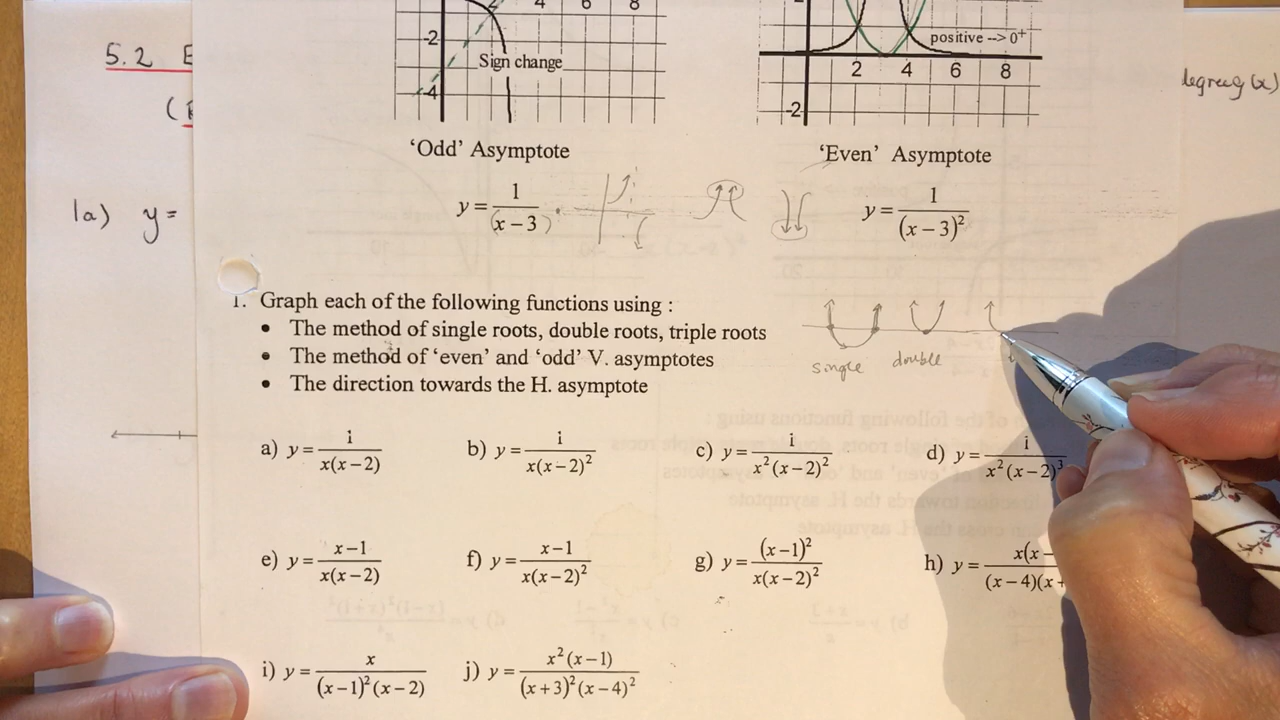 5.2 E
4 6 8
-2
Sign change
-4
positive --> 0⁺
2 4 6 8
-2
degree g(x)
'Odd' Asymptote
'Even' Asymptote
1a) y =
y = 1/(x − 3)
y = 1/(x − 3)²
1. Graph each of the following functions using :
• The method of single roots, double roots, triple roots
• The method of 'even' and 'odd' V. asymptotes
• The direction towards the H. asymptote
single double
a) y = 1/x(x − 2) b) y = 1/x(x − 2)² c) y = 1/x²(x − 2)² d) y = 1/x²(x − 2)³
e) y = x − 1/x(x − 2) f) y = x − 1/x(x − 2)² g) y = (x − 1)²/x(x − 2)² h) y = x(x −/(x − 4)(x +
i) y = x/(x − 1)²(x − 2) j) y = x²(x − 1)/(x + 3)²(x − 4)²